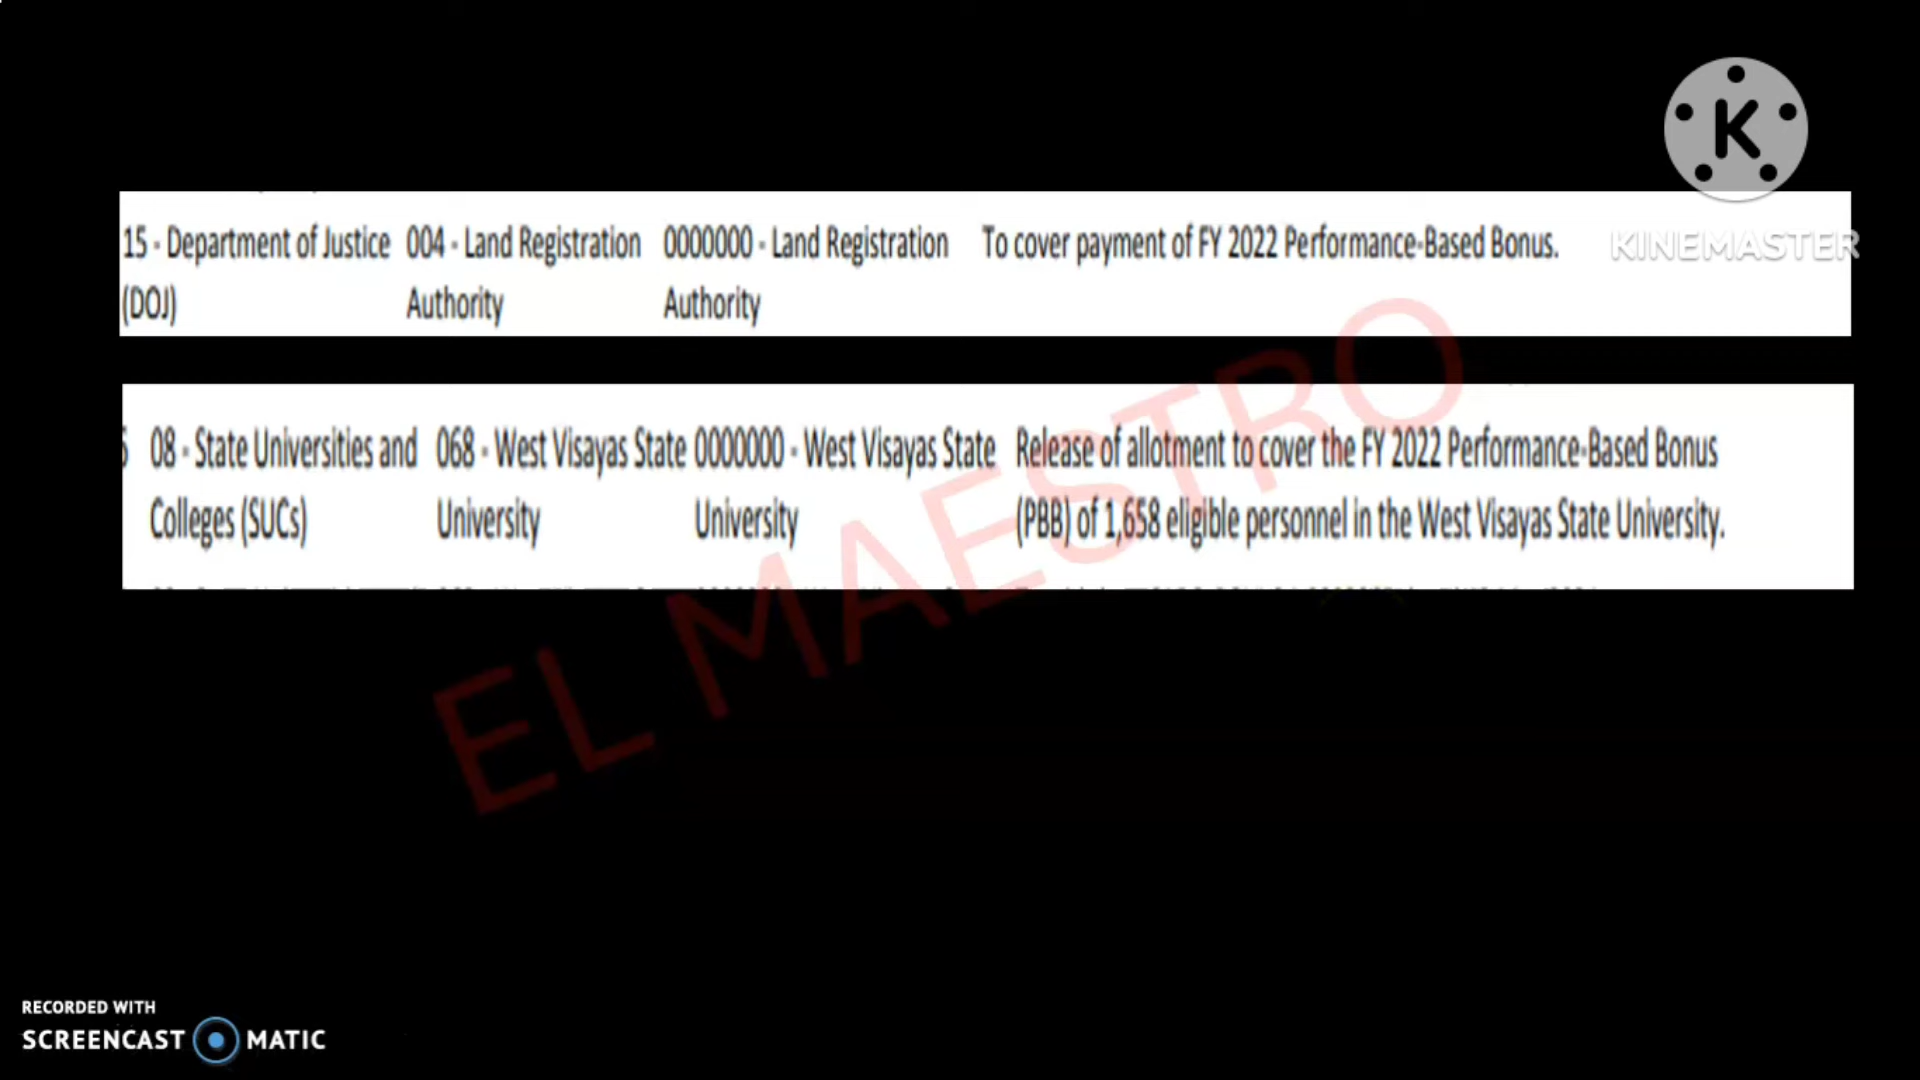 K
KINEMASTER
15 - Department of Justice 004 - Land Registration 0000000 - Land Registration To cover payment of FY 2022 Performance-Based Bonus.
(DOJ) Authority Authority
08 - State Universities and 068 - West Visayas State 0000000 - West Visayas State Release of allotment to cover the FY 2022 Performance-Based Bonus
Colleges (SUCs) University University (PBB) of 1,658 eligible personnel in the West Visayas State University.
EL MAESTRO
RECORDED WITH
SCREENCAST MATIC